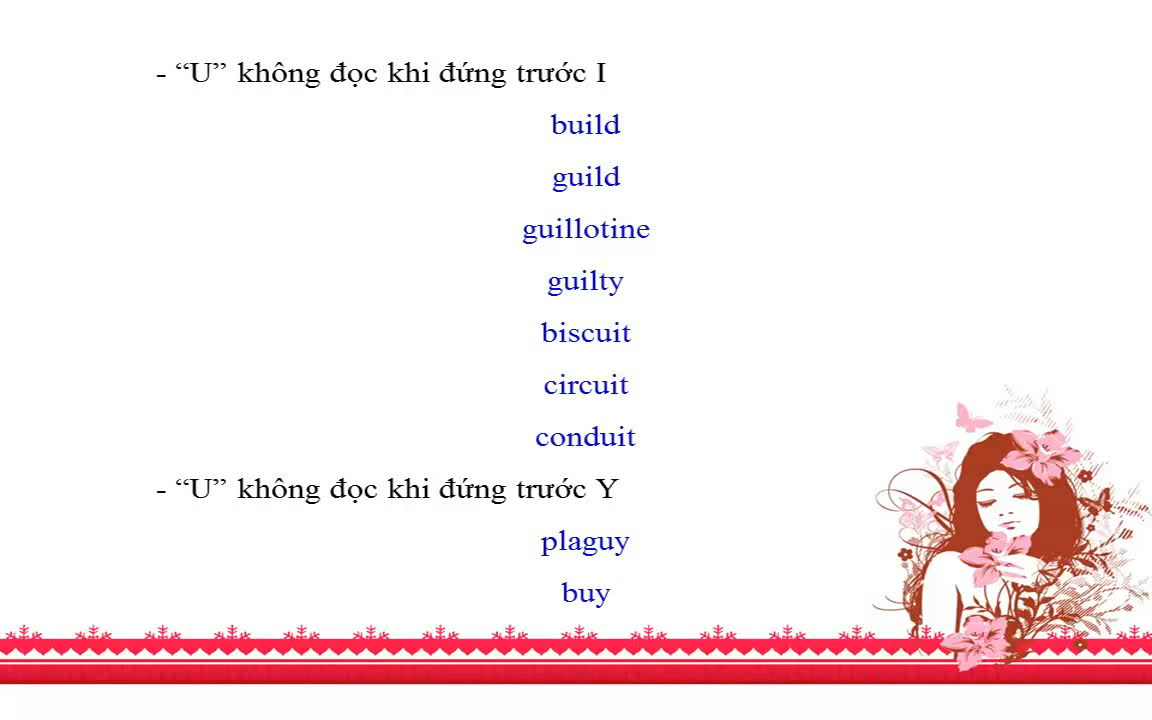 - “U” không đọc khi đứng trước I
build
guild
guillotine
guilty
biscuit
circuit
conduit
- “U” không đọc khi đứng trước Y
plaguy
buy